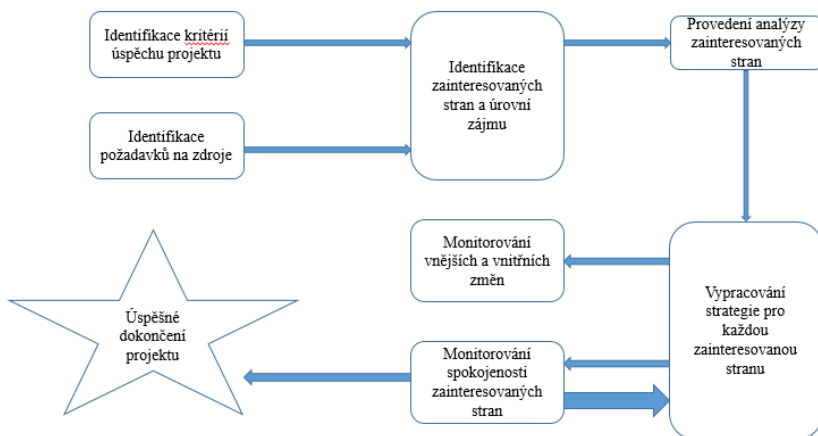 Identifikace kritérií
úspěchu projektu
Identifikace
požadavků na zdroje
Identifikace
zainteresovaných
stran a úrovní
zájmu
Provedení analýzy
zainteresovaných
stran
Vypracování
strategie pro
každou
zainteresovanou
stranu
Monitorování
vnějších a vnitřních
změn
Monitorování
spokojenosti
zainteresovaných
stran
Úspěšné
dokončení
projektu